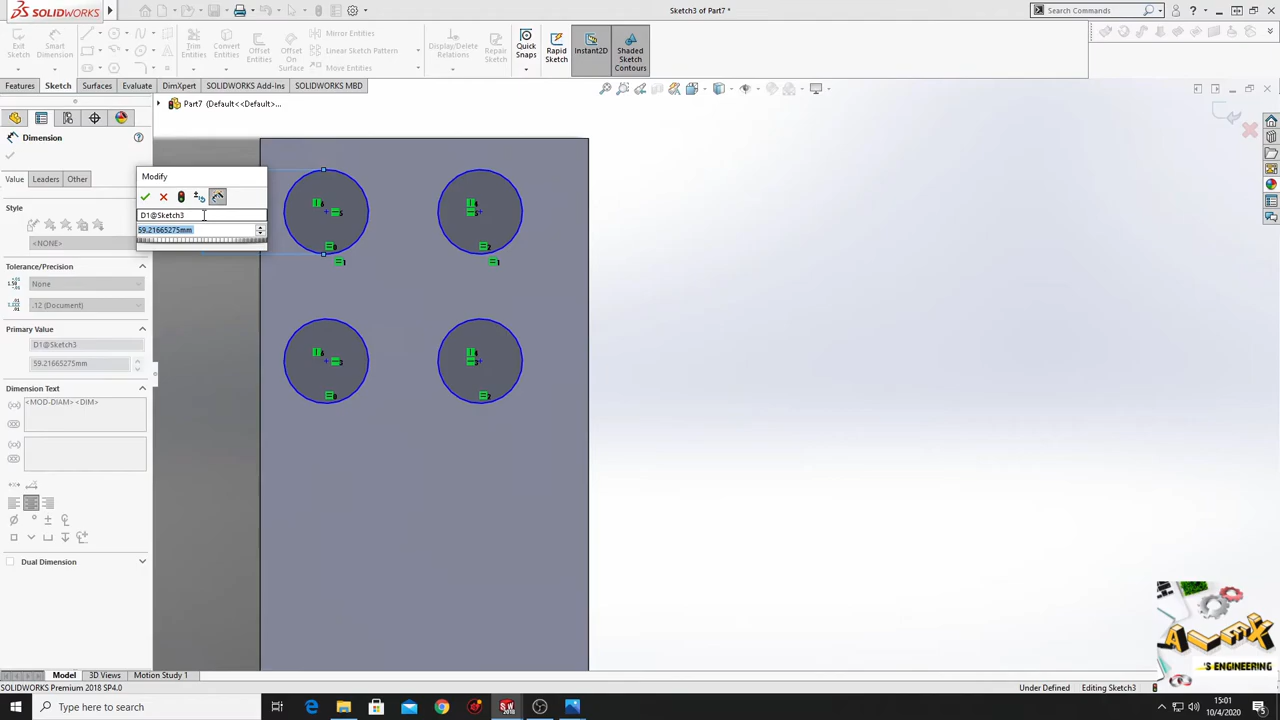 SOLIDWORKS
Sketch3 of Part7 *
Search Commands
Exit Sketch
Smart Dimension
Trim Entities
Convert Entities
Offset Entities
Offset On Surface
Mirror Entities
Linear Sketch Pattern
Move Entities
Display/Delete Relations
Repair Sketch
Quick Snaps
Rapid Sketch
Instant2D
Shaded Sketch Contours
Features
Sketch
Surfaces
Evaluate
DimXpert
SOLIDWORKS Add-Ins
SOLIDWORKS MBD
Part7 (Default<<Default>...
Dimension
Value
Leaders
Other
Modify
D1@Sketch3
59.21665275mm
Style
<NONE>
Tolerance/Precision
None
.12 (Document)
Primary Value
D1@Sketch3
59.21665275mm
Dimension Text
<MOD-DIAM> <DIM>
Dual Dimension
ALMX
'S ENGINEERING
Model
3D Views
Motion Study 1
SOLIDWORKS Premium 2018 SP4.0
Under Defined
Editing Sketch3
Type here to search
15:01
10/4/2020